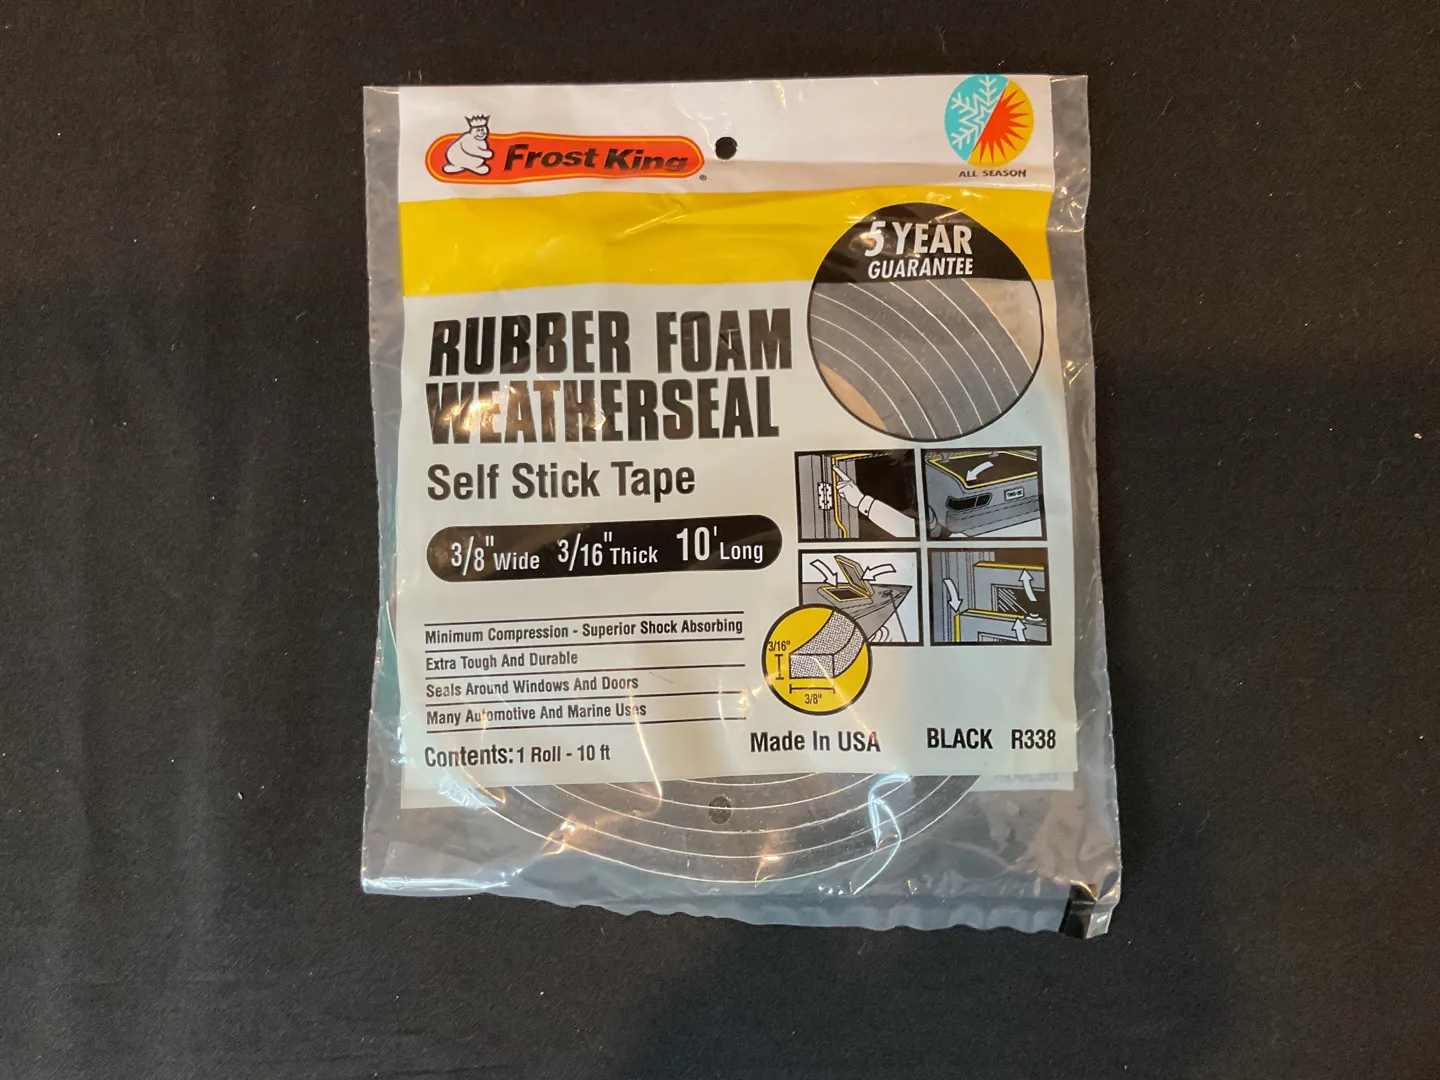 Frost King
®
ALL SEASON
5 YEAR
GUARANTEE
RUBBER FOAM
WEATHERSEAL
Self Stick Tape
3/8" Wide 3/16" Thick 10' Long
Minimum Compression - Superior Shock Absorbing
Extra Tough And Durable
Seals Around Windows And Doors
Many Automotive And Marine Uses
Contents: 1 Roll - 10 ft
3/16"
3/8"
Made In USA
BLACK R338